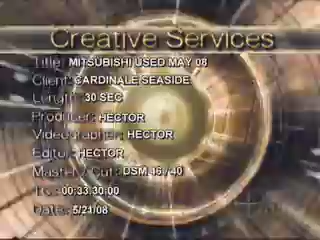 Creative Services
Title: MITSUBISHI USED MAY 08
Client: CARDINALE SEASIDE
Length: 30 SEC
Producer: HECTOR
Videographer: HECTOR
Editor: HECTOR
Master / Cut: DSM 46 / 40
Tc: 00:33:30:00
Date: 5/21/08